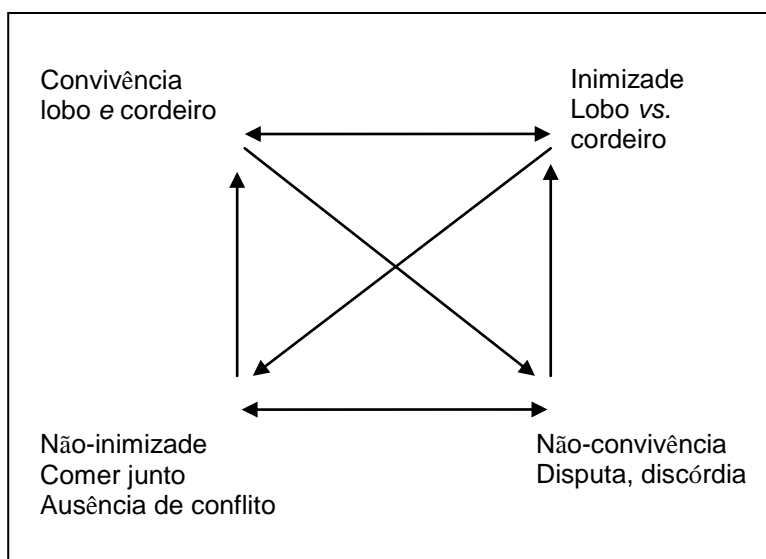 Convivência
lobo e cordeiro
Inimizade
Lobo vs.
cordeiro
Não-inimizade
Comer junto
Ausência de conflito
Não-convivência
Disputa, discórdia